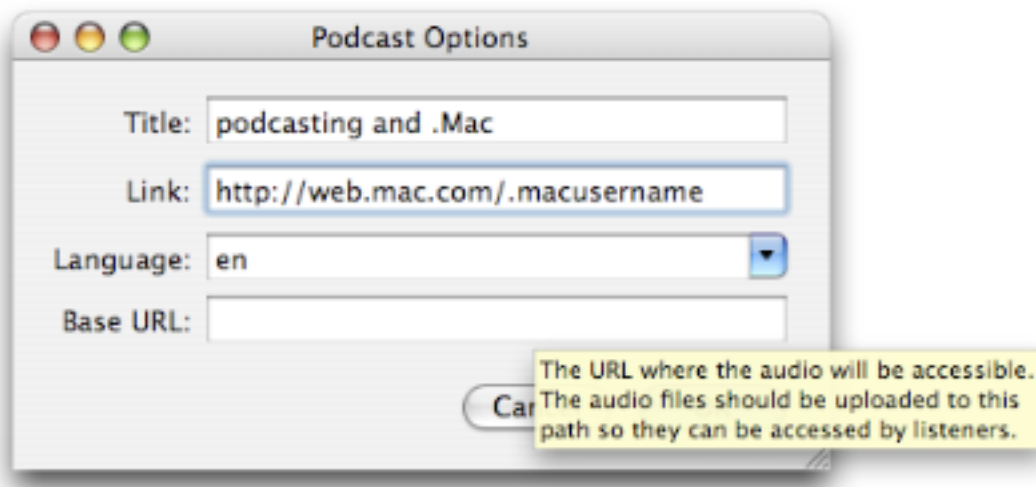 Podcast Options
Title: podcasting and .Mac
Link: http://web.mac.com/.macusername
Language: en
Base URL:
The URL where the audio will be accessible.
The audio files should be uploaded to this
path so they can be accessed by listeners.
Car